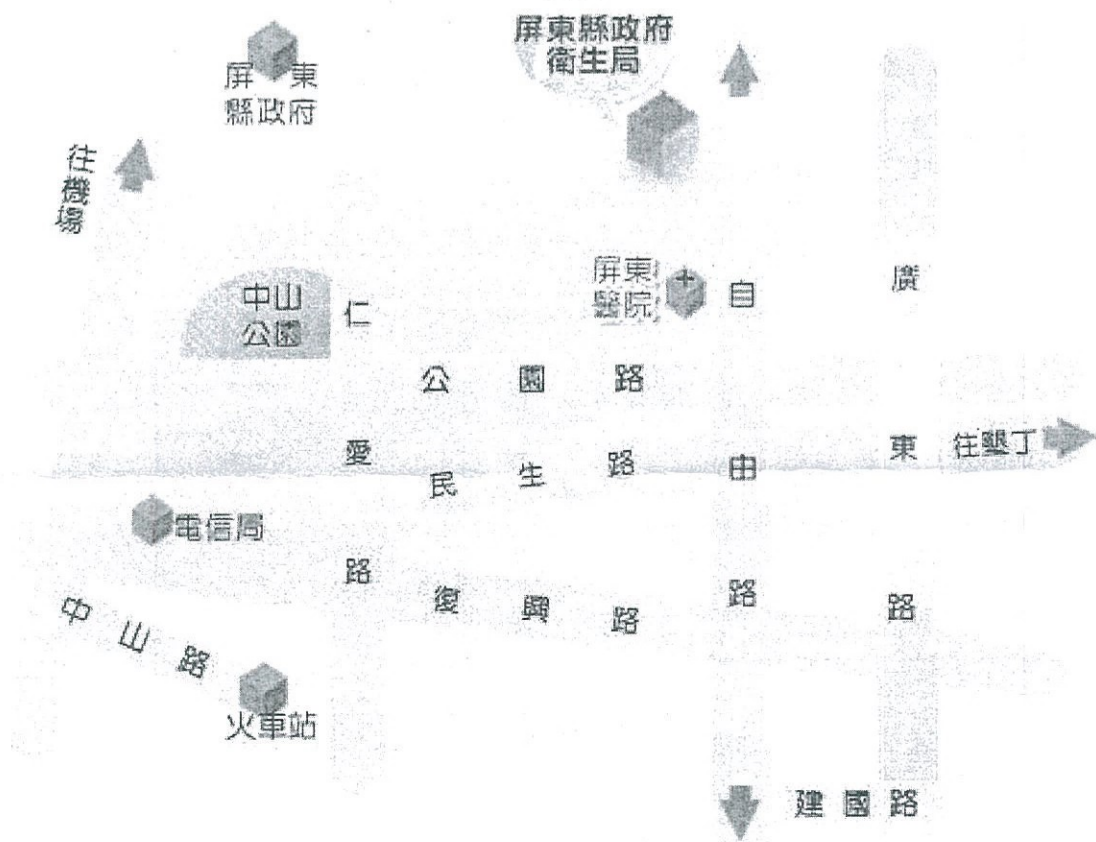 屏東縣政府
衛生局
屏東
縣政府
往機場
屏東
醫院
中山
公園
仁愛路
自由路
廣東路
公園路
民生路
往墾丁
電信局
復興路
中山路
火車站
建國路